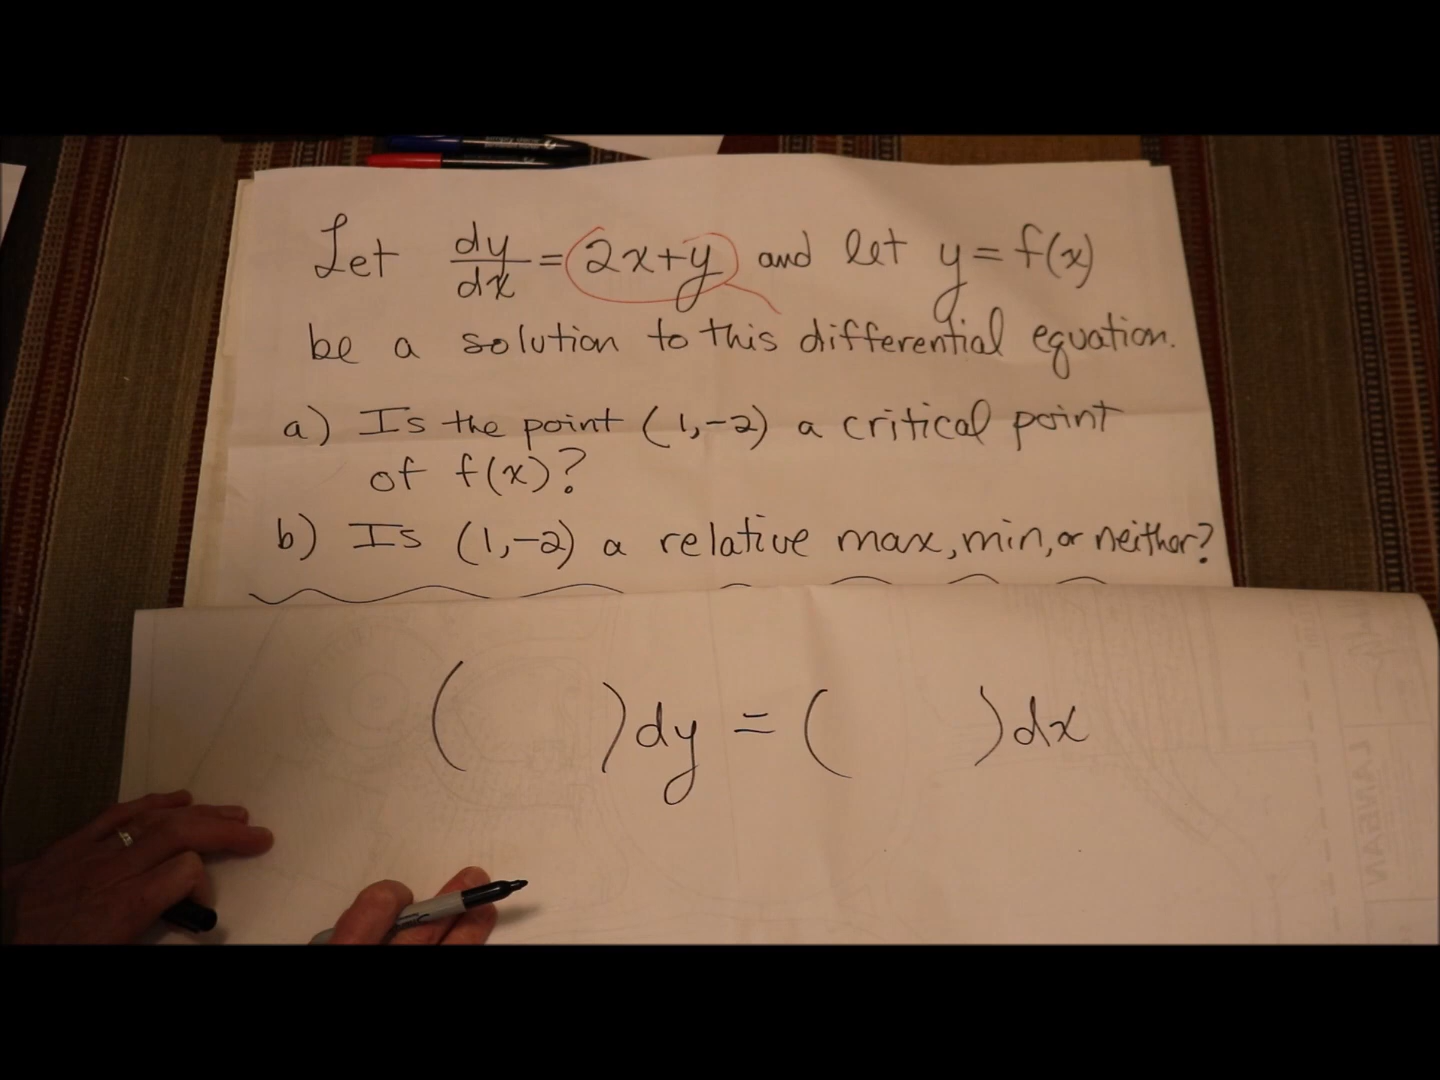 Let dy/dx = 2x+y and let y = f(x)
be a solution to this differential equation.
a) Is the point (1,-2) a critical point
of f(x)?
b) Is (1,-2) a relative max, min, or neither?
( )dy = ( )dx
LANGAN